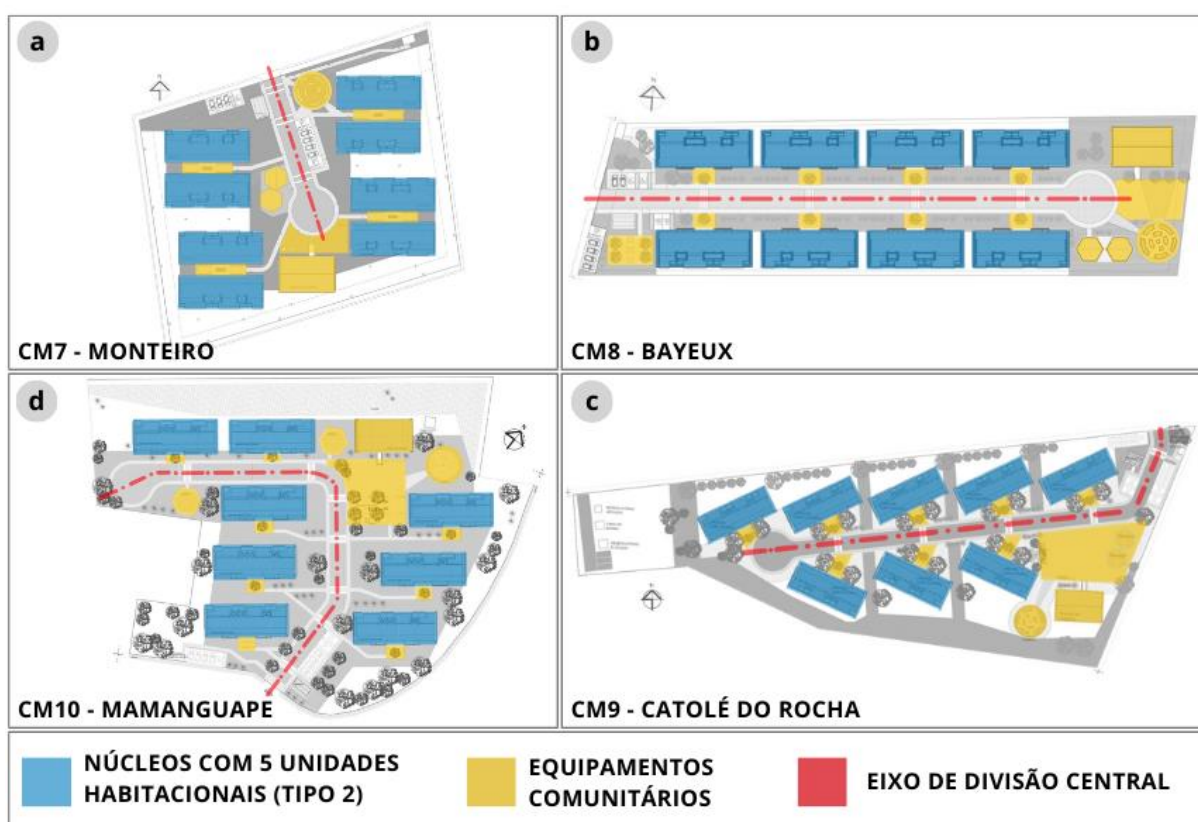 a
CM7 - MONTEIRO
b
CM8 - BAYEUX
d
CM10 - MAMANGUAPE
c
CM9 - CATOLÉ DO ROCHA
NÚCLEOS COM 5 UNIDADES
HABITACIONAIS (TIPO 2)
EQUIPAMENTOS
COMUNITÁRIOS
EIXO DE DIVISÃO CENTRAL